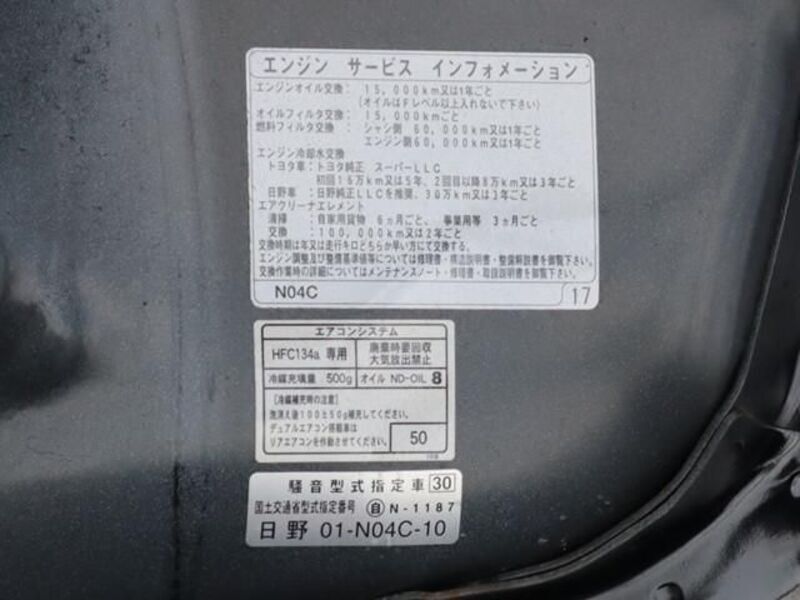 エンジン サービス インフォメーション
エンジンオイル交換: 15,000km又は1年ごと
(オイルはFレベル以上入れないで下さい)
オイルフィルタ交換: 15,000kmごと
燃料フィルタ交換: シャシ側 60,000km又は1年ごと
エンジン側60,000km又は1年ごと
エンジン冷却水交換
トヨタ車:トヨタ純正 スーパーLLC
初回16万km又は5年、2回目以降8万km又は3年ごと
日野車:日野純正LLCを推奨、30万km又は3年ごと
エアクリーナエレメント
清掃:自家用貨物 6ヵ月ごと、事業用等 3ヵ月ごと
交換:100,000km又は2年ごと
交換時期は年又は走行キロどちらか早い方にて交換する。
エンジン調整及び整備基準値等については修理書・構造説明書・整備解説書を御覧下さい。
交換作業時の詳細についてはメンテナンスノート・修理書・取扱説明書を御覧下さい。
N04C 17
エアコンシステム
HFC134a 専用 廃棄時要回収
大気放出禁止
冷媒充填量 500g オイル ND-OIL 8
[冷媒補充時の注意]
泡消え後100±50g補充してください。
デュアルエアコン搭載車は
リアエアコンを作動させてください。
50
騒音型式指定車 30
国土交通省型式指定番号 自 N-1187
日野 01-N04C-10